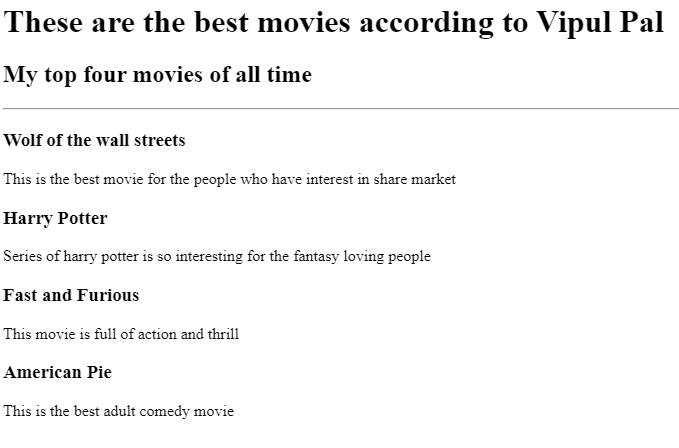 These are the best movies according to Vipul Pal
My top four movies of all time
Wolf of the wall streets
This is the best movie for the people who have interest in share market
Harry Potter
Series of harry potter is so interesting for the fantasy loving people
Fast and Furious
This movie is full of action and thrill
American Pie
This is the best adult comedy movie